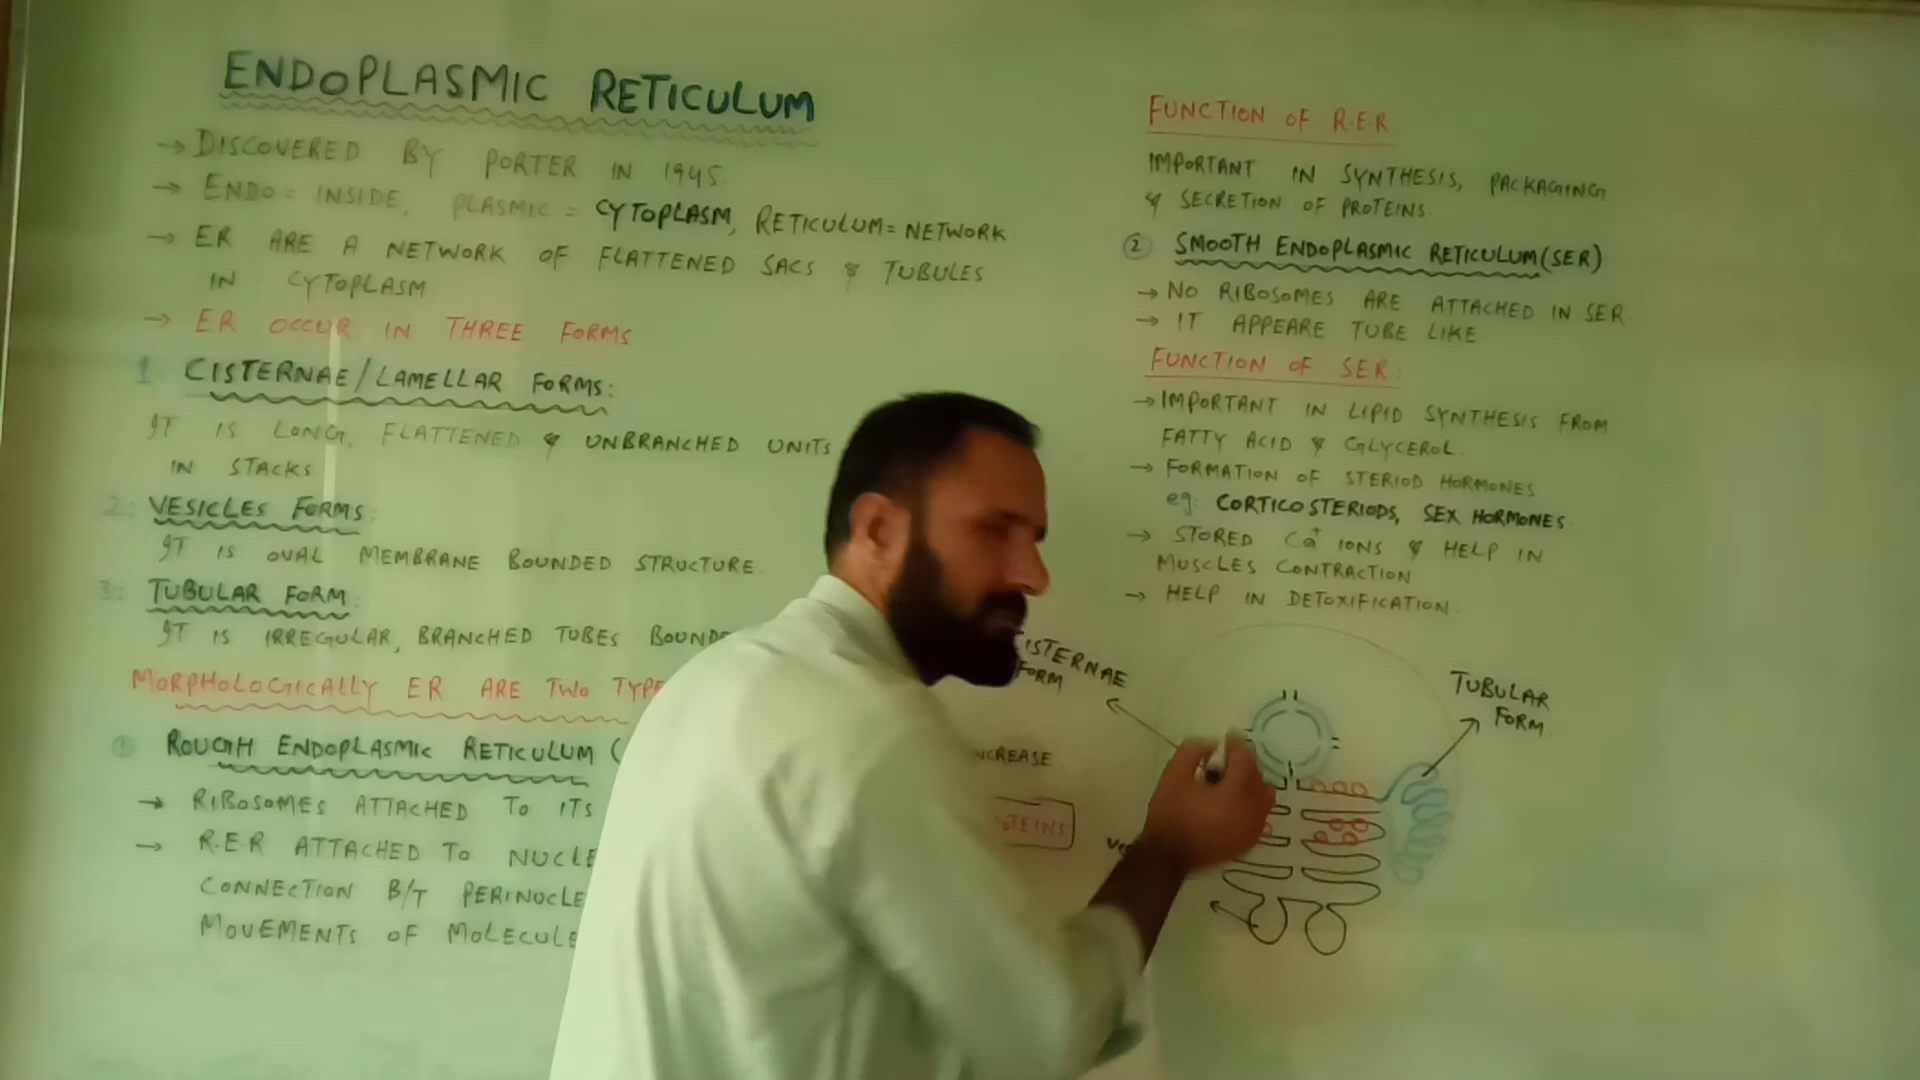 ENDOPLASMIC RETICULUM
→ DISCOVERED BY PORTER IN 1945.
→ ENDO = INSIDE, PLASMIC = CYTOPLASM, RETICULUM = NETWORK.
→ ER ARE A NETWORK OF FLATTENED SACS & TUBULES
IN CYTOPLASM.
→ ER OCCUR IN THREE FORMS
1. CISTERNAE/LAMELLAR FORMS:
IT IS LONG, FLATTENED & UNBRANCHED UNITS
IN STACKS
2. VESICLES FORMS:
IT IS OVAL MEMBRANE BOUNDED STRUCTURE.
3. TUBULAR FORM:
IT IS IRREGULAR, BRANCHED TUBES
MORPHOLOGICALLY ER ARE TWO
① ROUGH ENDOPLASMIC RETICULUM (
→ RIBOSOMES ATTACHED TO ITS
→ R.E.R ATTACHED TO
CONNECTION B/T
MOVEMENTS OF
FUNCTION OF R.E.R
IMPORTANT IN SYNTHESIS, PACKAGING
& SECRETION OF PROTEINS.
② SMOOTH ENDOPLASMIC RETICULUM (SER)
→ NO RIBOSOMES ARE ATTACHED IN SER.
→ IT APPEARE TUBE LIKE
FUNCTION OF SER:
→ IMPORTANT IN LIPID SYNTHESIS FROM
FATTY ACID & GLYCEROL.
→ FORMATION OF STERIOD HORMONES
eg: CORTICOSTERIODS, SEX HORMONES.
→ STORED Ca+ IONS & HELP IN
MUSCLES CONTRACTION
→ HELP IN DETOXIFICATION.
FORM
TUBULAR
FORM.